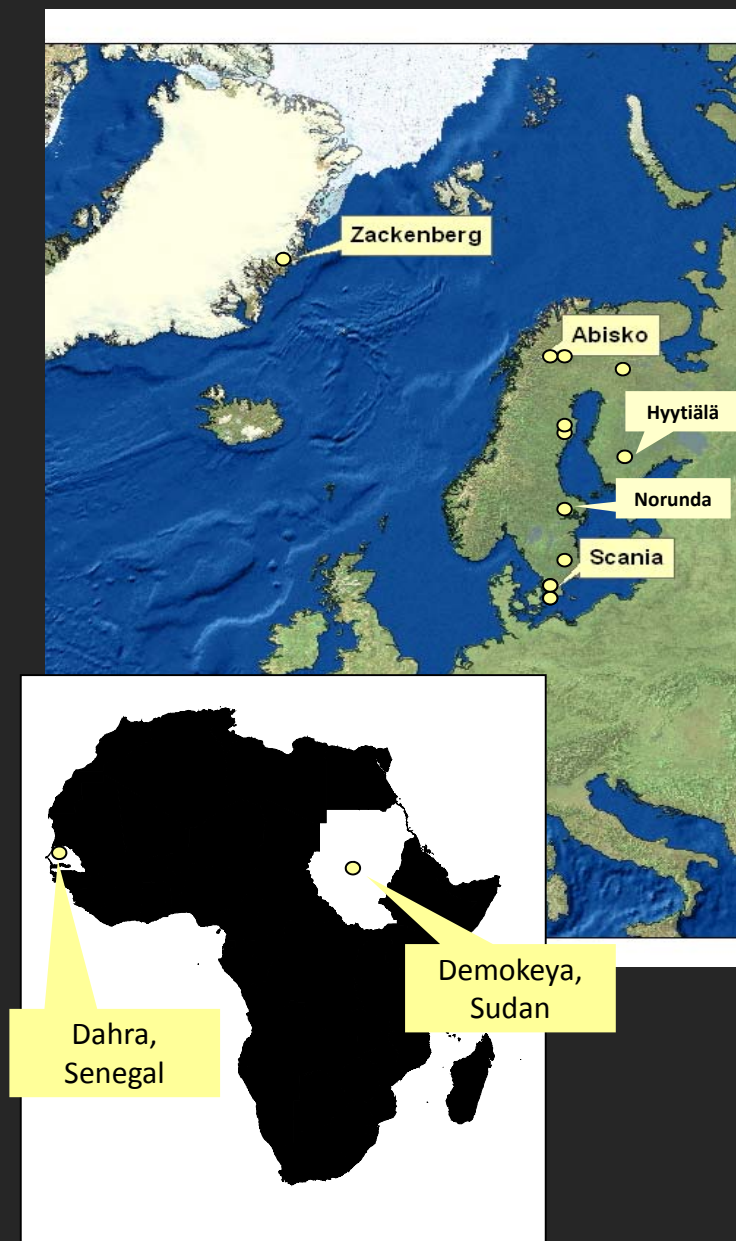 Zackenberg
Abisko
Hyytiälä
Norunda
Scania
Demokeya,
Sudan
Dahra,
Senegal